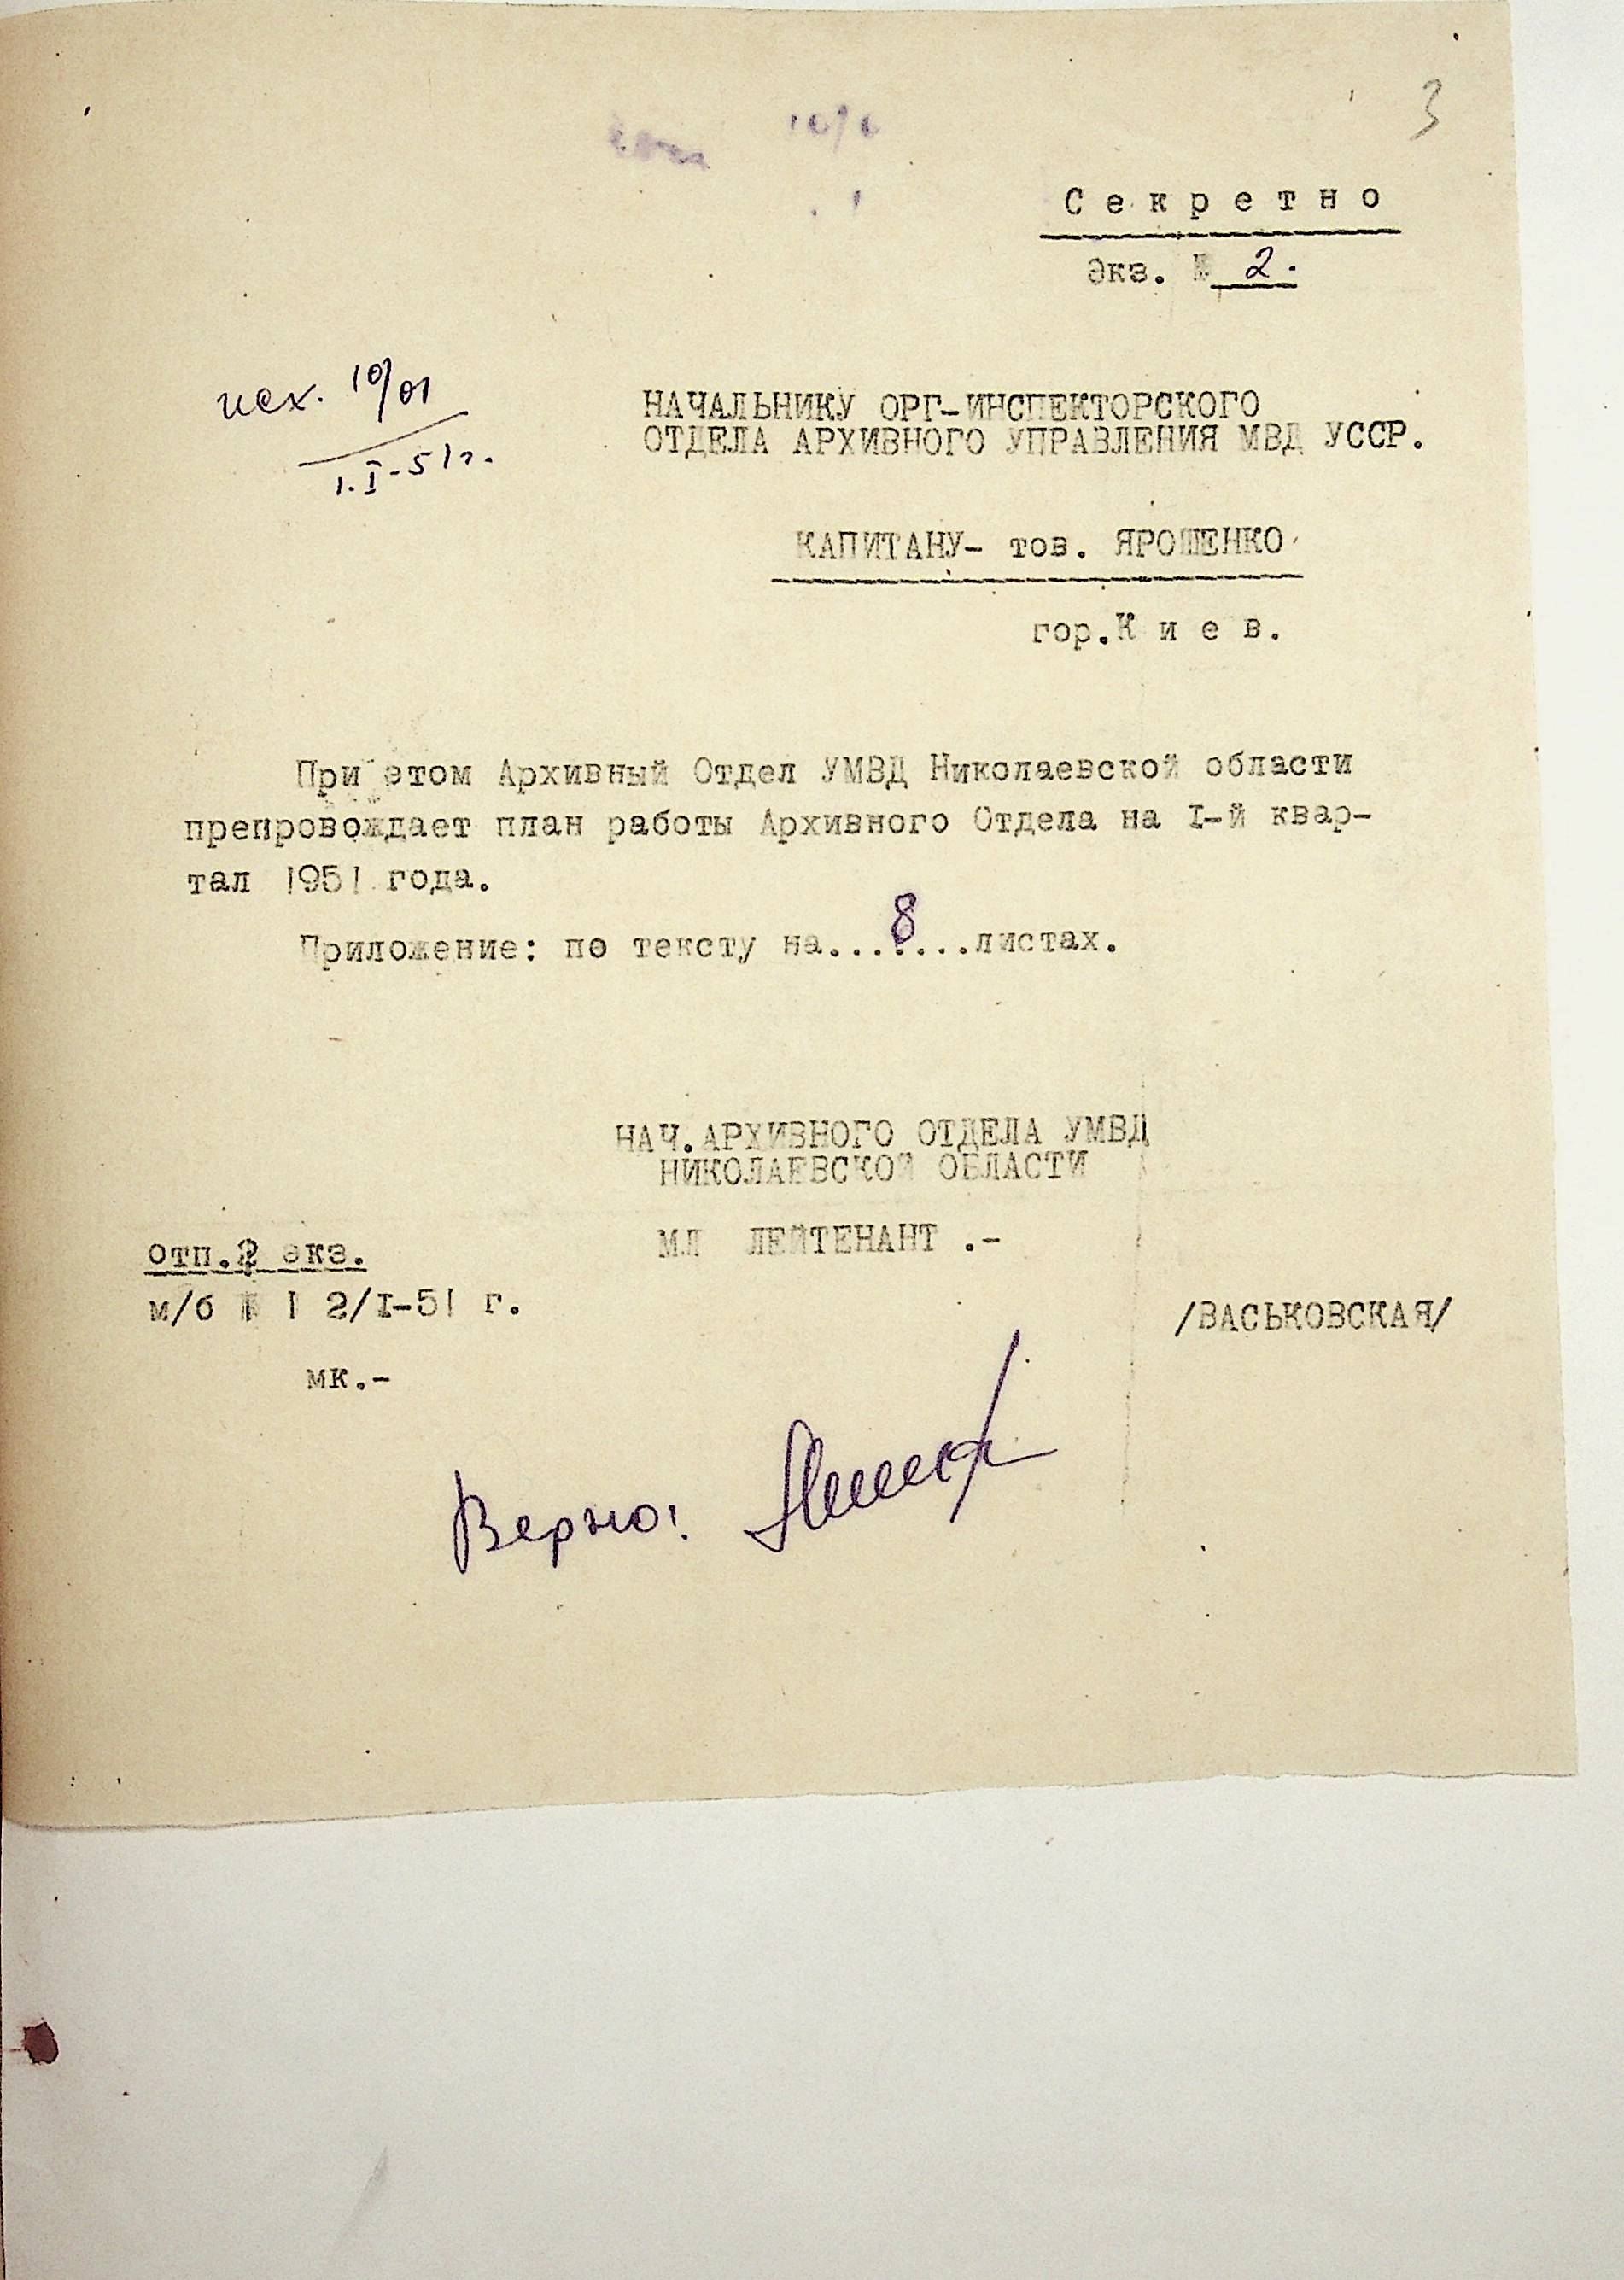 3
Секретно
Экз. № 2.
исх. 10/01
1.I-51г.
НАЧАЛЬНИКУ ОРГ-ИНСПЕКТОРСКОГО
ОТДЕЛА АРХИВНОГО УПРАВЛЕНИЯ МВД УССР.
КАПИТАНУ- тов. ЯРОШЕНКО
гор.К и е в.
При этом Архивный Отдел УМВД Николаевской области
препровождает план работы Архивного Отдела на I-й квар-
тал 1951 года.
Приложение: по тексту на...8...листах.
НАЧ.АРХИВНОГО ОТДЕЛА УМВД
НИКОЛАЕВСКОЙ ОБЛАСТИ
МЛ ЛЕЙТЕНАНТ .-
отп.2 экз.
м/б № 1 2/I-51 г.
/ВАСЬКОВСКАЯ/
мк.-
Верно: